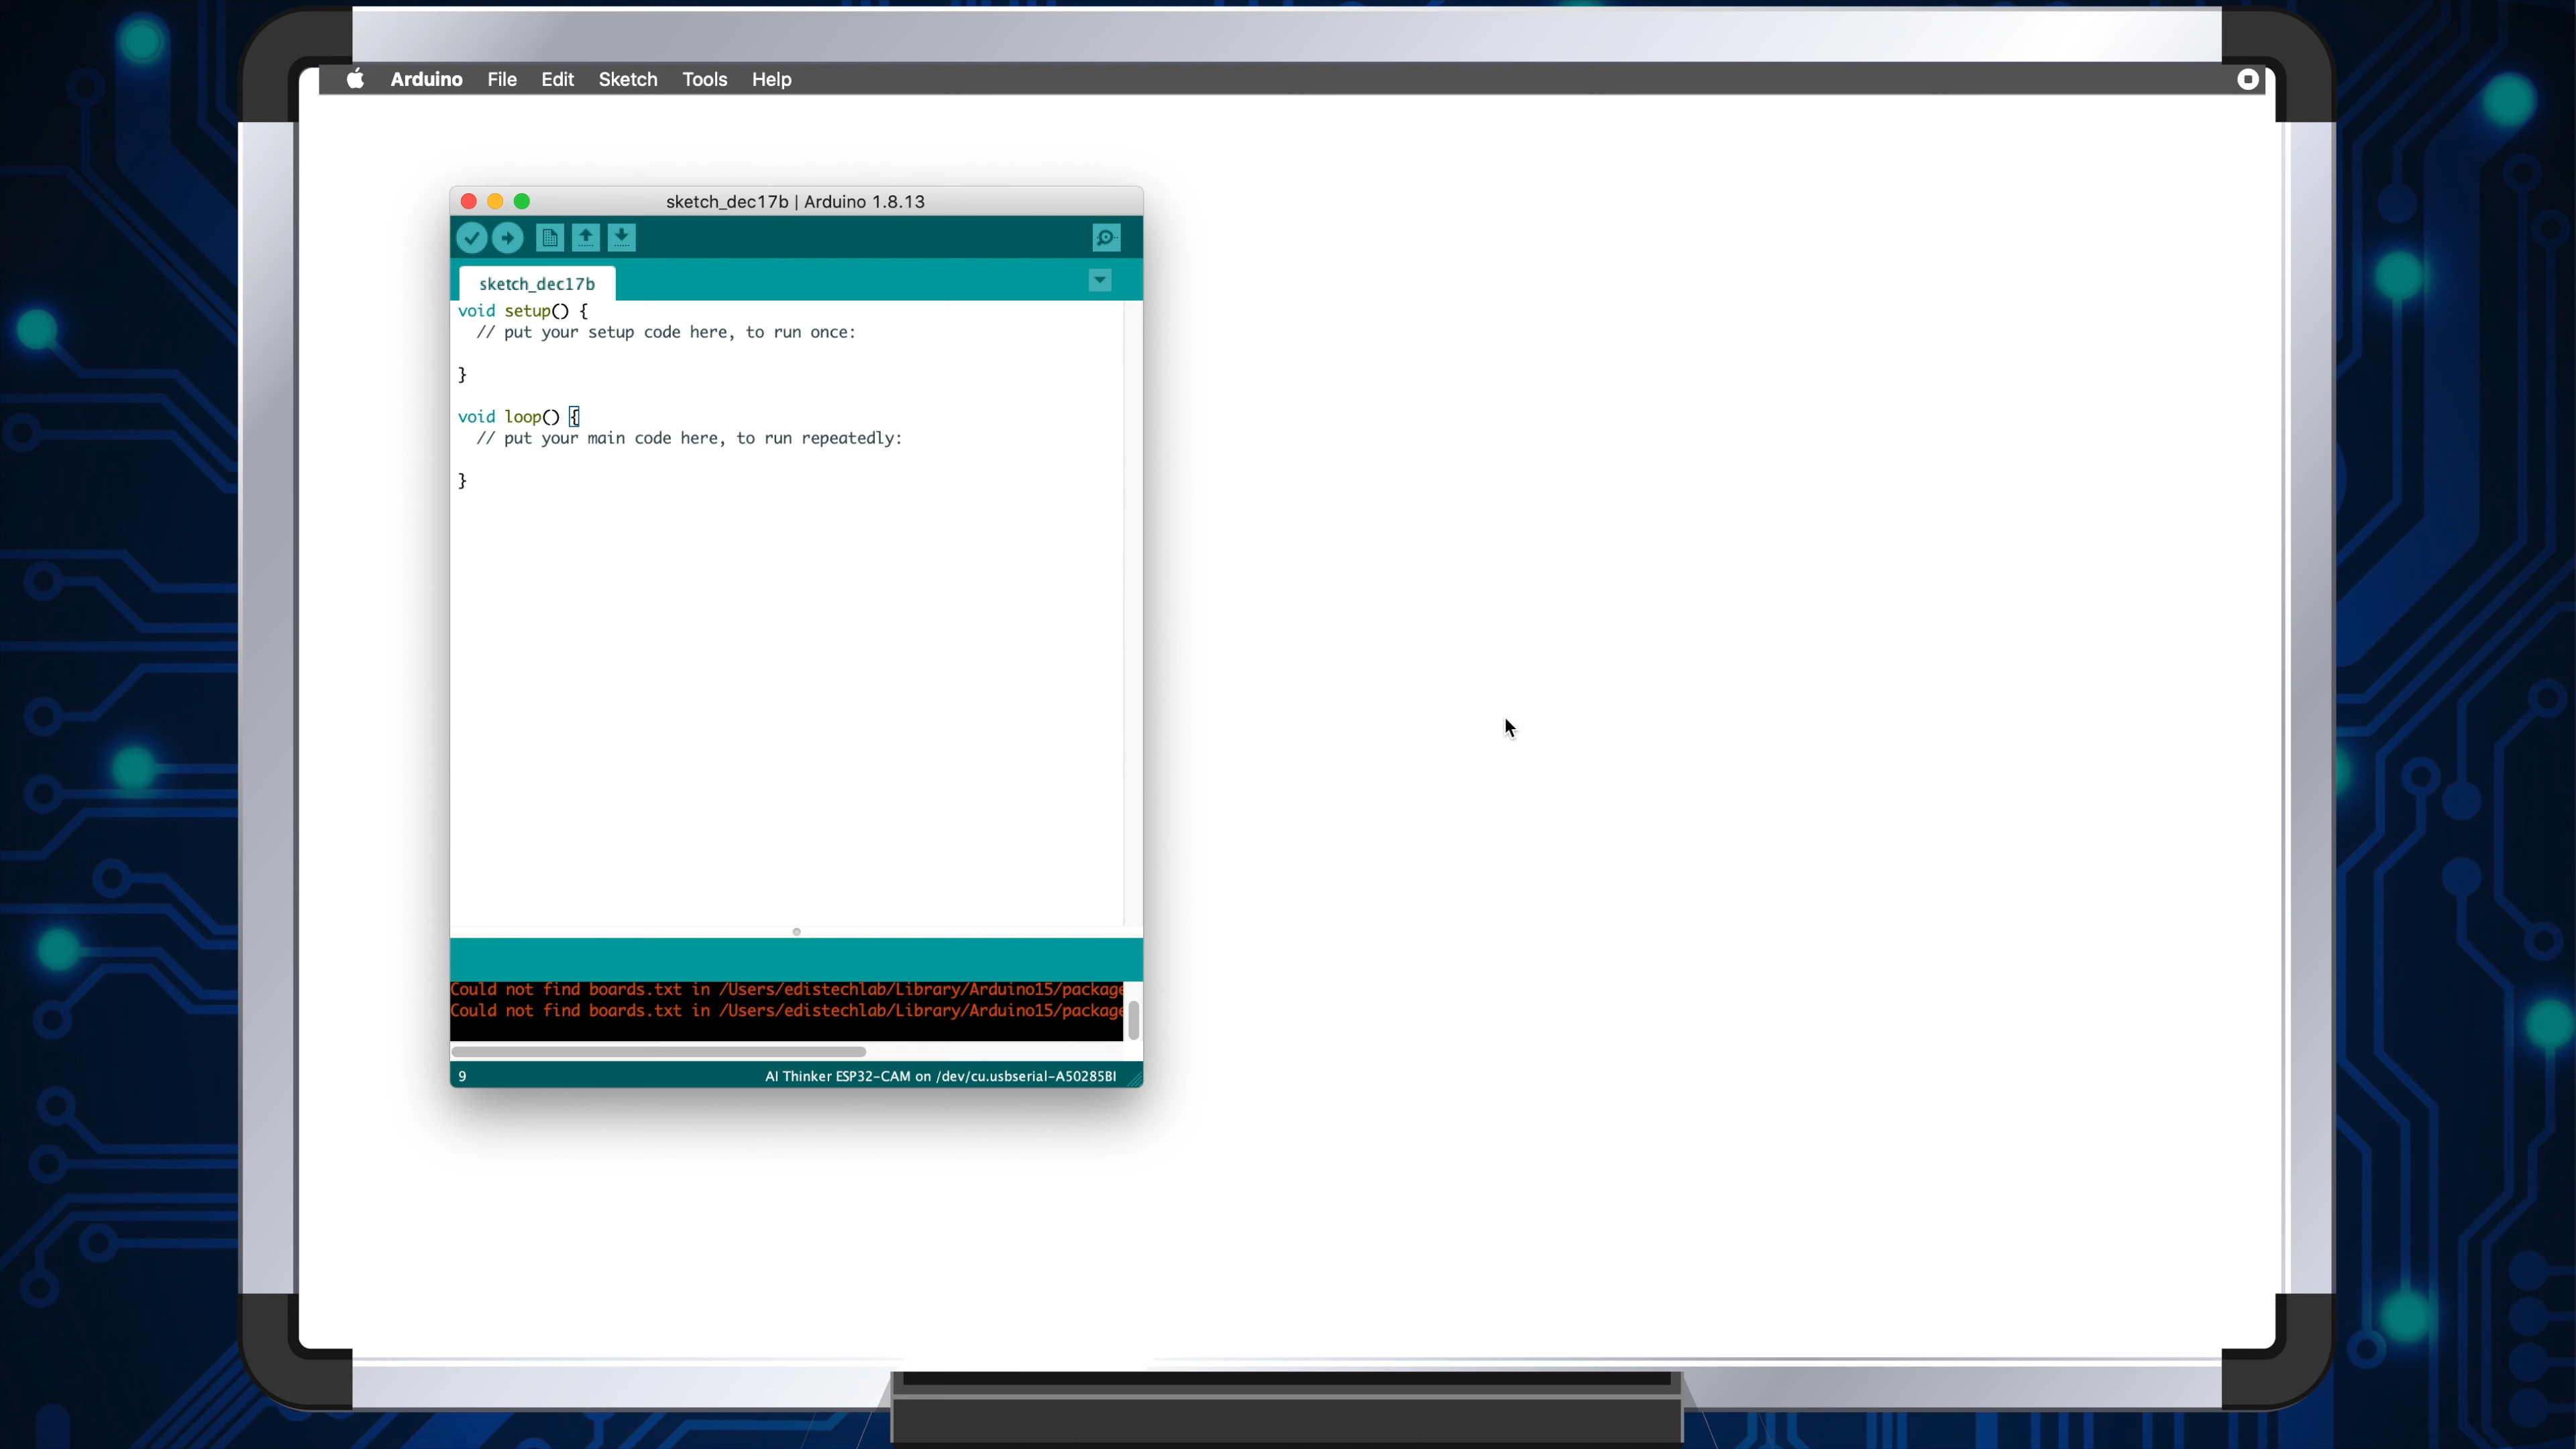 Arduino File Edit Sketch Tools Help
sketch_dec17b | Arduino 1.8.13
sketch_dec17b
void setup() {
// put your setup code here, to run once:
}
void loop() {
// put your main code here, to run repeatedly:
}
Could not find boards.txt in /Users/edistechlab/Library/Arduino15/package
Could not find boards.txt in /Users/edistechlab/Library/Arduino15/package
9 AI Thinker ESP32-CAM on /dev/cu.usbserial-A50285BI